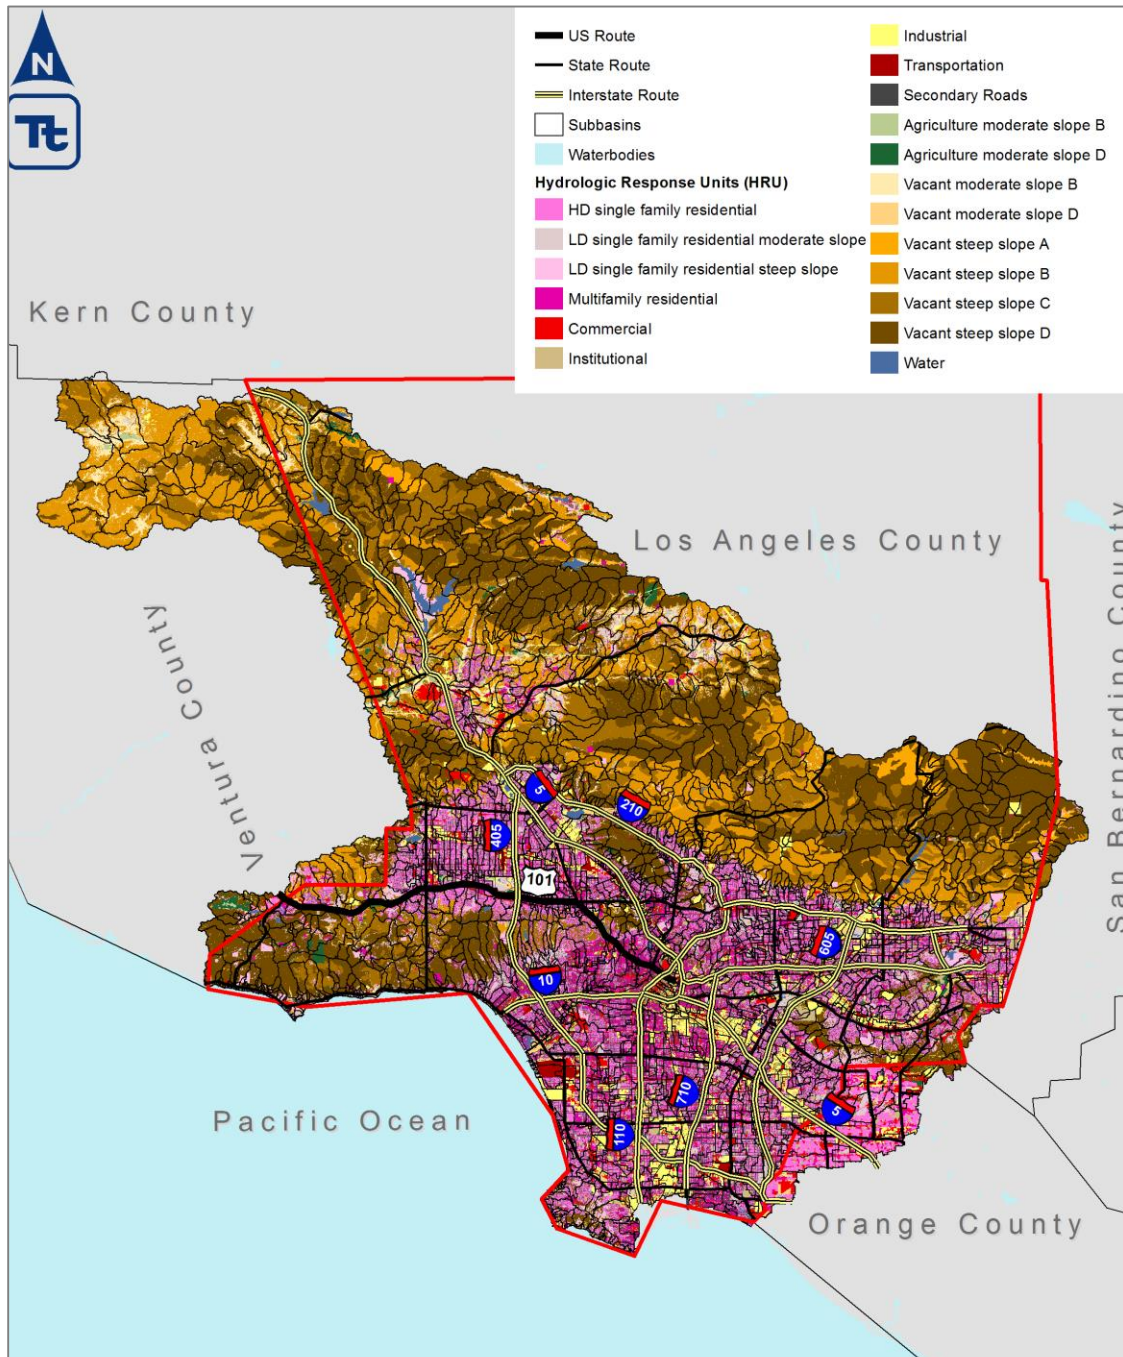 N
Tt
US Route
State Route
Interstate Route
Subbasins
Waterbodies
Hydrologic Response Units (HRU)
HD single family residential
LD single family residential moderate slope
LD single family residential steep slope
Multifamily residential
Commercial
Institutional
Industrial
Transportation
Secondary Roads
Agriculture moderate slope B
Agriculture moderate slope D
Vacant moderate slope B
Vacant moderate slope D
Vacant steep slope A
Vacant steep slope B
Vacant steep slope C
Vacant steep slope D
Water
Kern County
Los Angeles County
San Bernardino County
Ventura County
5
210
405
101
605
10
710
5
110
Pacific Ocean
Orange County